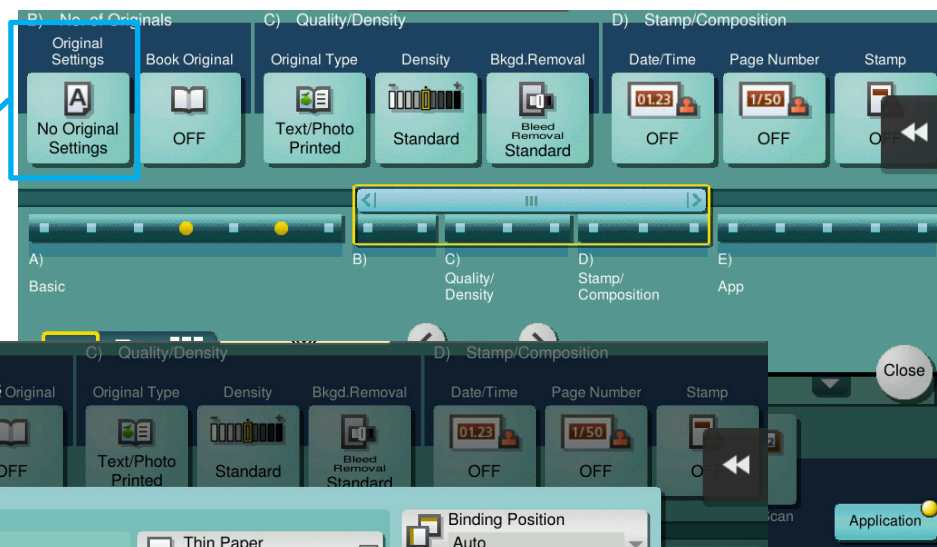 B) No. of Originals
C) Quality/Density
D) Stamp/Composition
Original
Settings
Book Original
Original Type
Density
Bkgd.Removal
Date/Time
Page Number
Stamp
A
No Original
Settings
OFF
Text/Photo
Printed
Standard
Bleed
Removal
Standard
01.23
OFF
1/50
OFF
OFF
A)
Basic
B)
C)
Quality/
Density
D)
Stamp/
Composition
E)
App
Close
C) Quality/Density
D) Stamp/Composition
Original
Original Type
Density
Bkgd.Removal
Date/Time
Page Number
Stamp
OFF
Text/Photo
Printed
Standard
Bleed
Removal
Standard
01.23
OFF
1/50
OFF
2
can
Application
Thin Paper
Binding Position
Auto